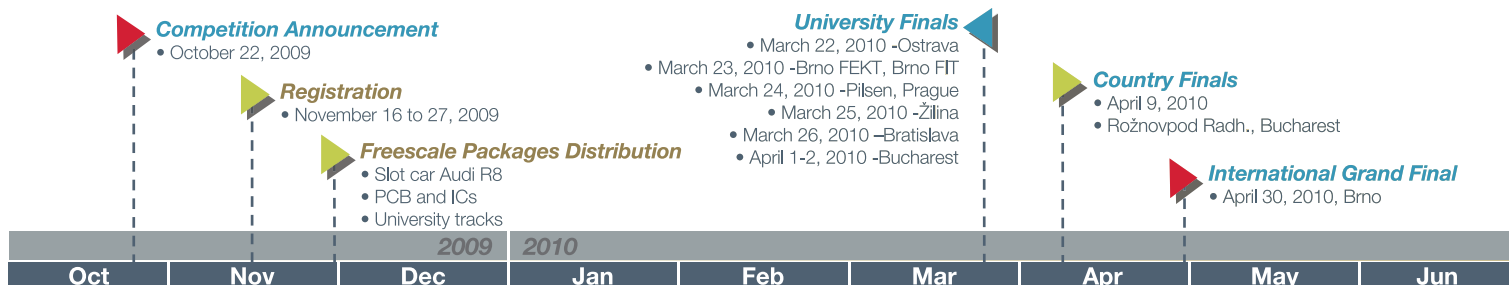 Competition Announcement
• October 22, 2009
Registration
• November 16 to 27, 2009
Freescale Packages Distribution
• Slot car Audi R8
• PCB and ICs
• University tracks
University Finals
• March 22, 2010 -Ostrava
• March 23, 2010 -Brno FEKT, Brno FIT
• March 24, 2010 -Pilsen, Prague
• March 25, 2010 -Žilina
• March 26, 2010 –Bratislava
• April 1-2, 2010 -Bucharest
Country Finals
• April 9, 2010
• Rožnovpod Radh., Bucharest
International Grand Final
• April 30, 2010, Brno
2009 2010
Oct Nov Dec Jan Feb Mar Apr May Jun